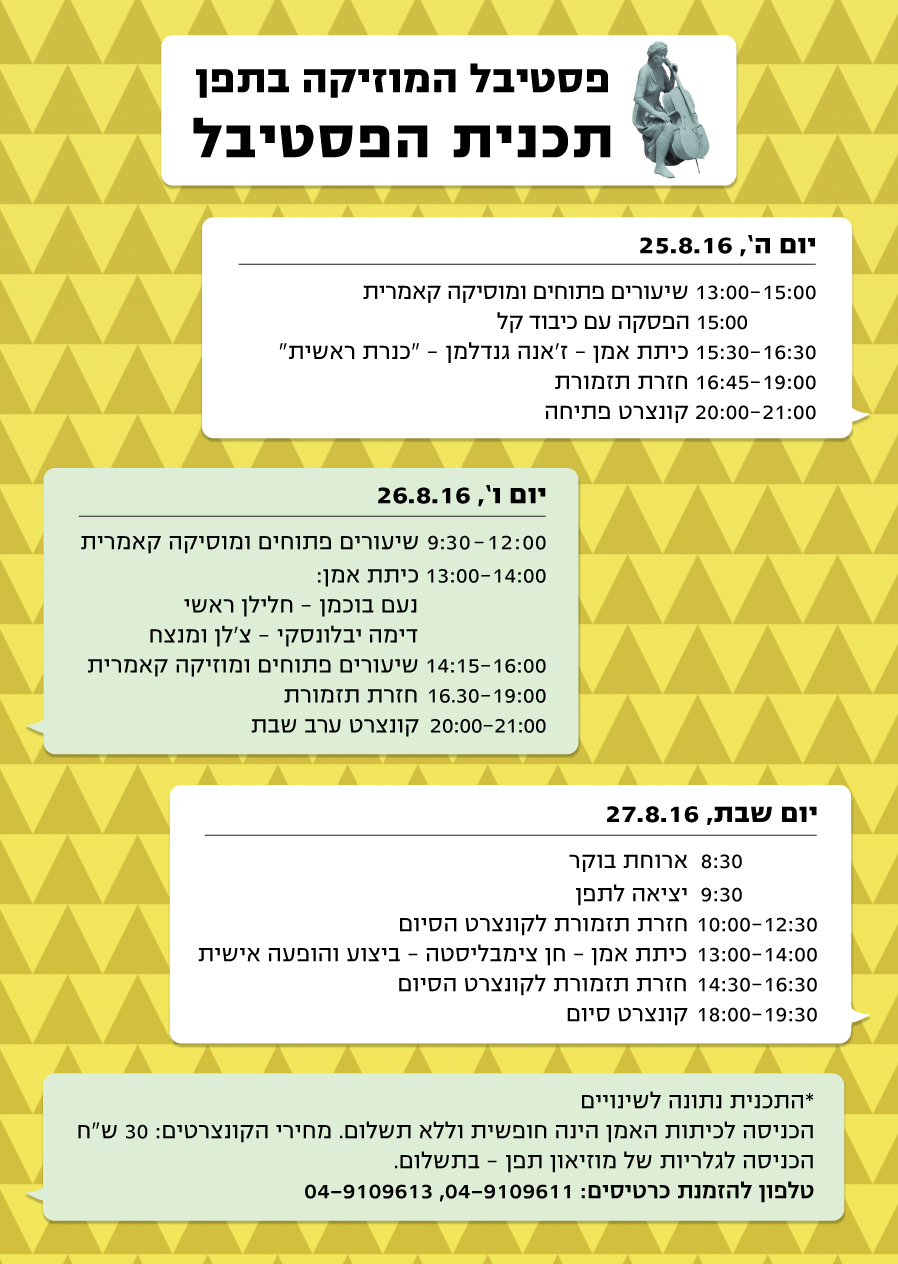 פסטיבל המוזיקה בתפן
תכנית הפסטיבל
יום ה', 25.8.16
13:00-15:00 שיעורים פתוחים ומוסיקה קאמרית
15:00 הפסקה עם כיבוד קל
15:30-16:30 כיתת אמן - ז'אנה גנדלמן - "כנרת ראשית"
16:45-19:00 חזרת תזמורת
20:00-21:00 קונצרט פתיחה
יום ו', 26.8.16
9:30-12:00 שיעורים פתוחים ומוסיקה קאמרית
13:00-14:00 כיתת אמן:
נעם בוכמן - חלילן ראשי
דימה יבלונסקי - צ'לן ומנצח
14:15-16:00 שיעורים פתוחים ומוזיקה קאמרית
16.30-19:00 חזרת תזמורת
20:00-21:00 קונצרט ערב שבת
יום שבת, 27.8.16
8:30 ארוחת בוקר
9:30 יציאה לתפן
10:00-12:30 חזרת תזמורת לקונצרט הסיום
13:00-14:00 כיתת אמן - חן צימבליסטה - ביצוע והופעה אישית
14:30-16:30 חזרת תזמורת לקונצרט הסיום
18:00-19:30 קונצרט סיום
*התכנית נתונה לשינויים
הכניסה לכיתות האמן הינה חופשית וללא תשלום. מחירי הקונצרטים: 30 ש"ח
הכניסה לגלריות של מוזיאון תפן - בתשלום.
טלפון להזמנת כרטיסים: 04-9109611, 04-9109613